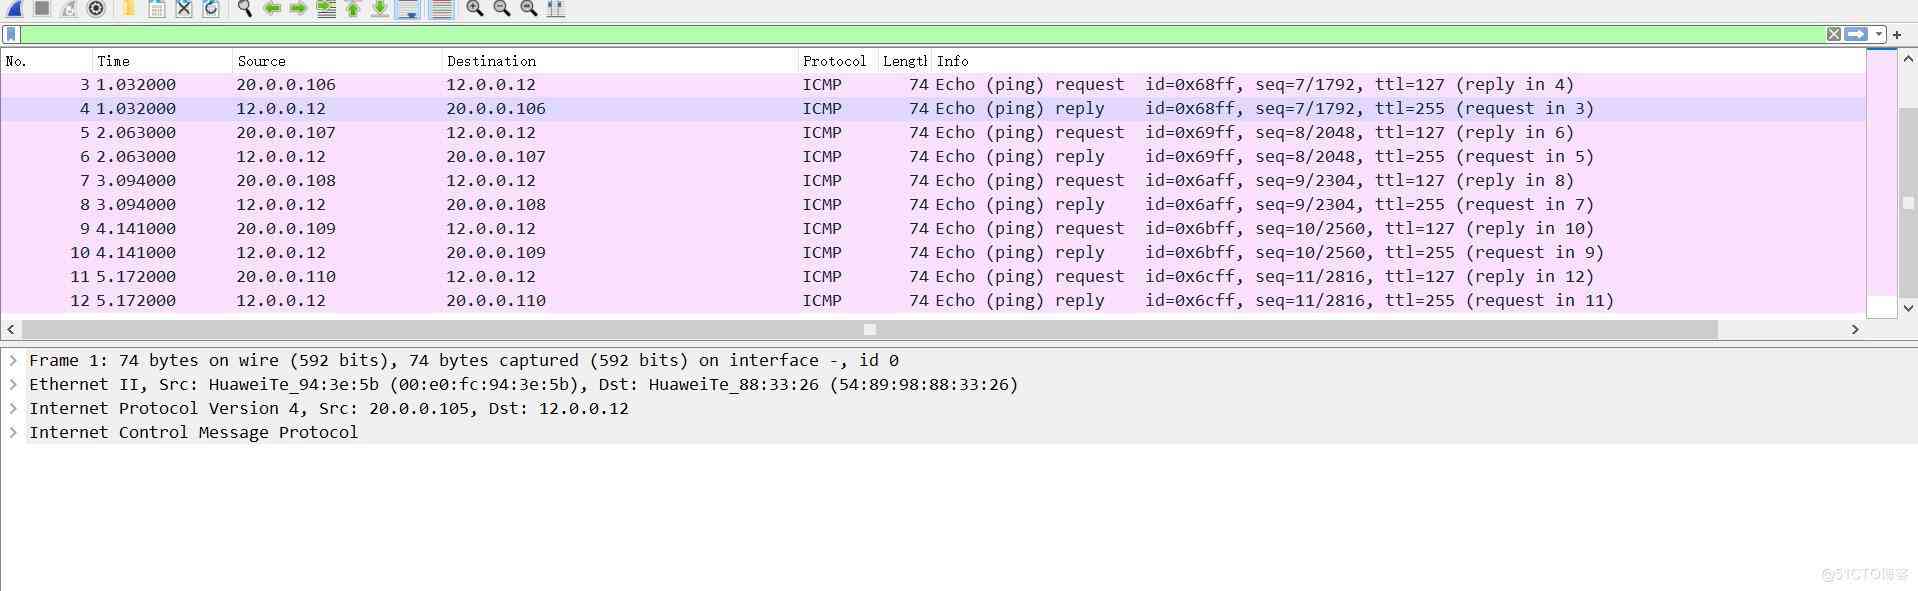 No. Time Source Destination Protocol Lengtl Info
3 1.032000 20.0.0.106 12.0.0.12 ICMP 74 Echo (ping) request id=0x68ff, seq=7/1792, ttl=127 (reply in 4)
4 1.032000 12.0.0.12 20.0.0.106 ICMP 74 Echo (ping) reply id=0x68ff, seq=7/1792, ttl=255 (request in 3)
5 2.063000 20.0.0.107 12.0.0.12 ICMP 74 Echo (ping) request id=0x69ff, seq=8/2048, ttl=127 (reply in 6)
6 2.063000 12.0.0.12 20.0.0.107 ICMP 74 Echo (ping) reply id=0x69ff, seq=8/2048, ttl=255 (request in 5)
7 3.094000 20.0.0.108 12.0.0.12 ICMP 74 Echo (ping) request id=0x6aff, seq=9/2304, ttl=127 (reply in 8)
8 3.094000 12.0.0.12 20.0.0.108 ICMP 74 Echo (ping) reply id=0x6aff, seq=9/2304, ttl=255 (request in 7)
9 4.141000 20.0.0.109 12.0.0.12 ICMP 74 Echo (ping) request id=0x6bff, seq=10/2560, ttl=127 (reply in 10)
10 4.141000 12.0.0.12 20.0.0.109 ICMP 74 Echo (ping) reply id=0x6bff, seq=10/2560, ttl=255 (request in 9)
11 5.172000 20.0.0.110 12.0.0.12 ICMP 74 Echo (ping) request id=0x6cff, seq=11/2816, ttl=127 (reply in 12)
12 5.172000 12.0.0.12 20.0.0.110 ICMP 74 Echo (ping) reply id=0x6cff, seq=11/2816, ttl=255 (request in 11)
Frame 1: 74 bytes on wire (592 bits), 74 bytes captured (592 bits) on interface -, id 0
Ethernet II, Src: HuaweiTe_94:3e:5b (00:e0:fc:94:3e:5b), Dst: HuaweiTe_88:33:26 (54:89:98:88:33:26)
Internet Protocol Version 4, Src: 20.0.0.105, Dst: 12.0.0.12
Internet Control Message Protocol
@51CTO博客